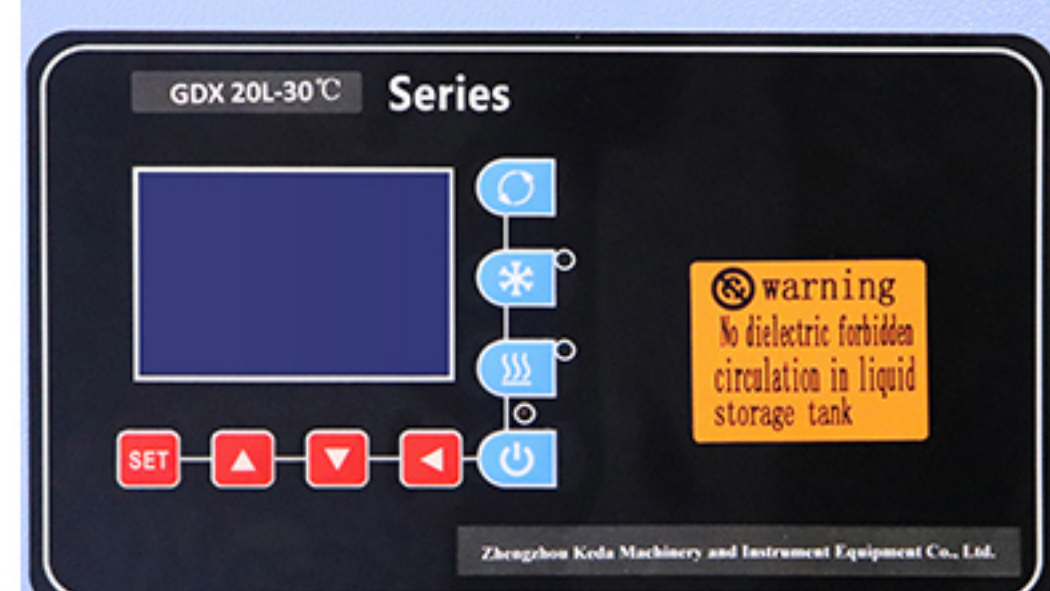 GDX 20L-30℃ Series
SET
warning
No dielectric forbidden
circulation in liquid
storage tank
Zhengzhou Keda Machinery and Instrument Equipment Co., Ltd.